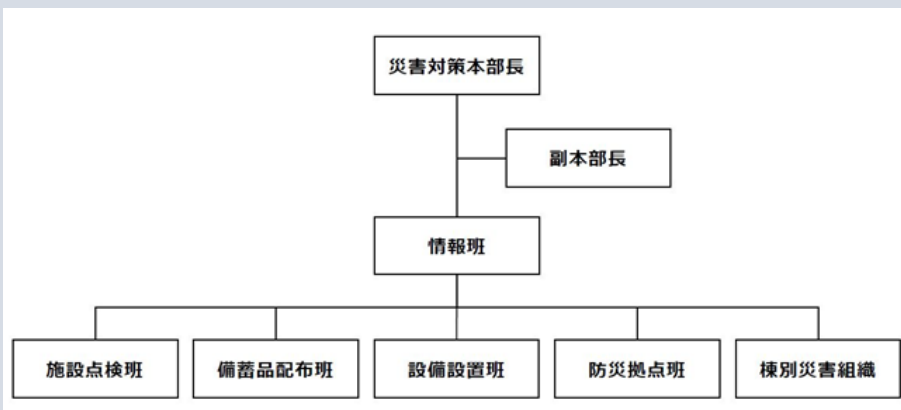 災害対策本部長
副本部長
情報班
施設点検班
備蓄品配布班
設備設置班
防災拠点班
棟別災害組織